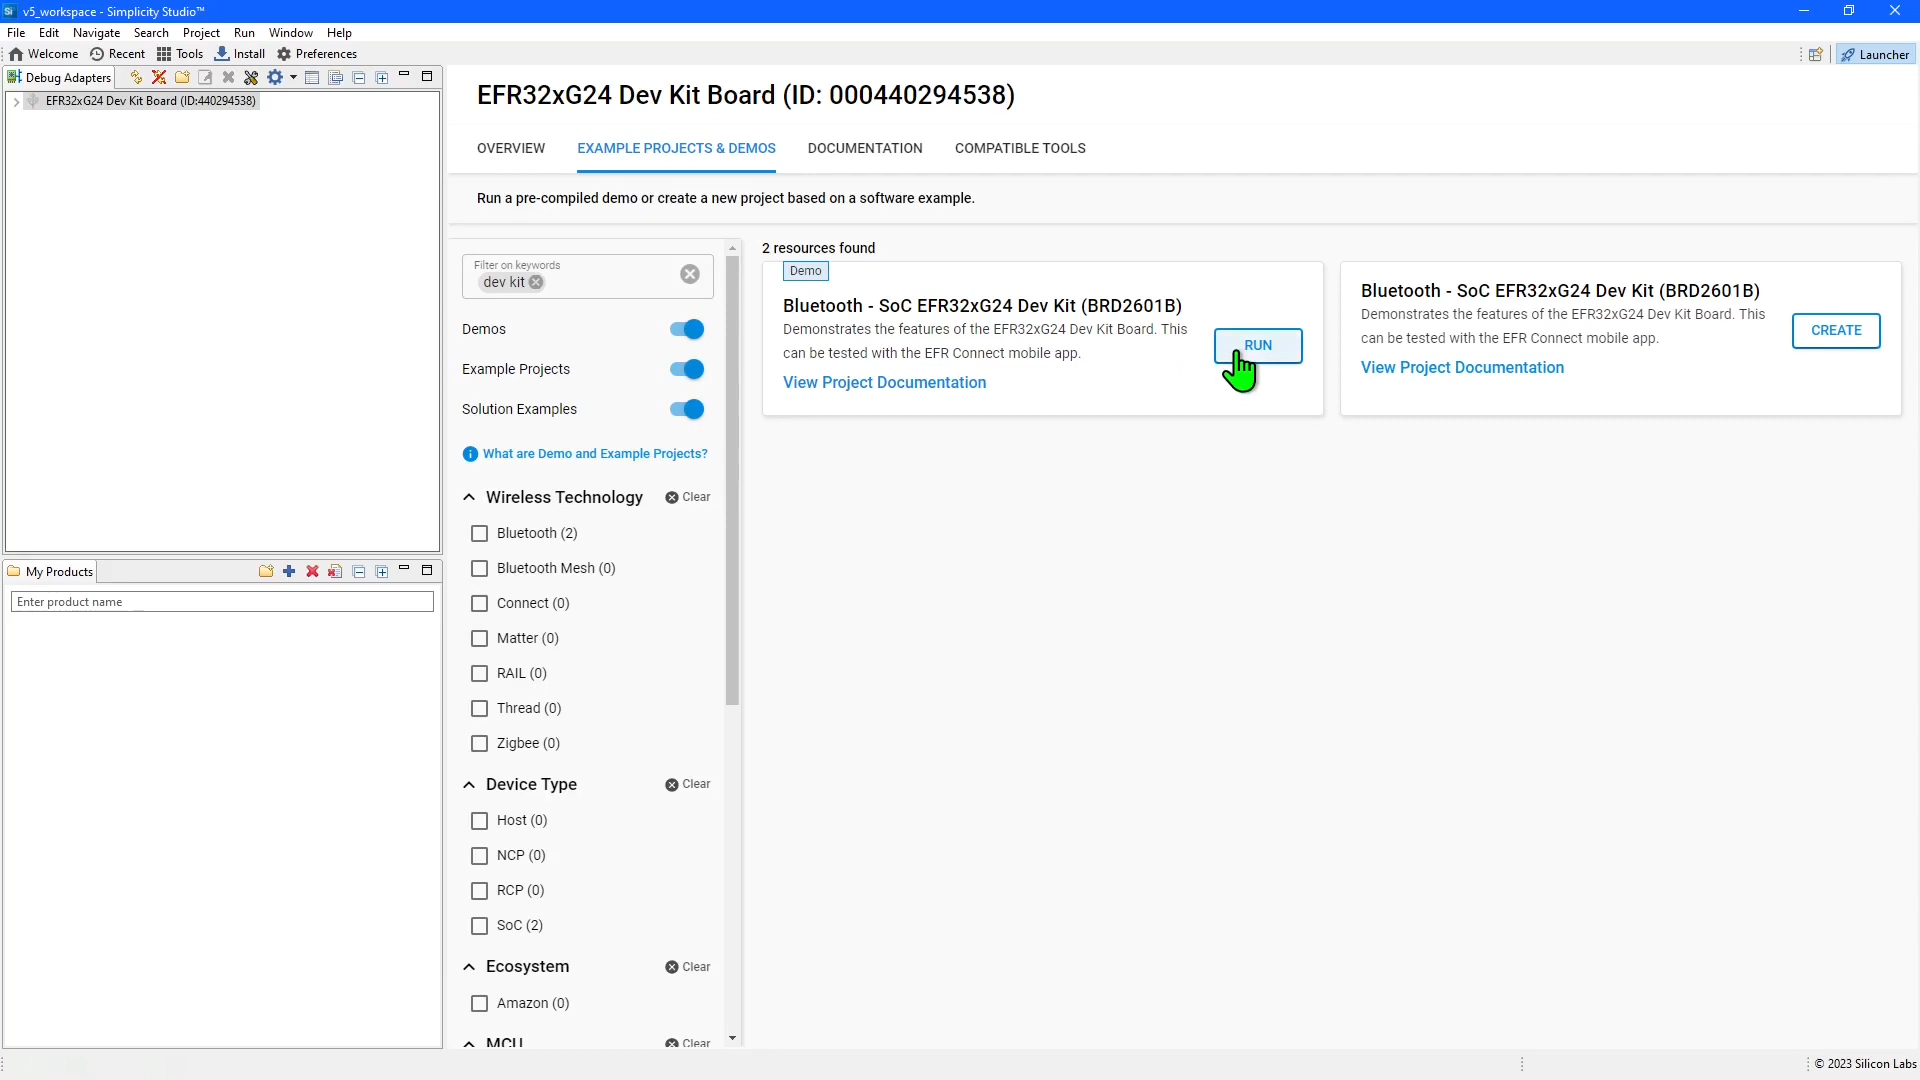 v5_workspace - Simplicity Studio™
File Edit Navigate Search Project Run Window Help
Welcome Recent Tools Install Preferences
Launcher
Debug Adapters
EFR32xG24 Dev Kit Board (ID:440294538)
My Products
Enter product name
EFR32xG24 Dev Kit Board (ID: 000440294538)
OVERVIEW EXAMPLE PROJECTS & DEMOS DOCUMENTATION COMPATIBLE TOOLS
Run a pre-compiled demo or create a new project based on a software example.
Filter on keywords
dev kit
Demos
Example Projects
Solution Examples
What are Demo and Example Projects?
Wireless Technology Clear
Bluetooth (2)
Bluetooth Mesh (0)
Connect (0)
Matter (0)
RAIL (0)
Thread (0)
Zigbee (0)
Device Type Clear
Host (0)
NCP (0)
RCP (0)
SoC (2)
Ecosystem Clear
Amazon (0)
MCU Clear
2 resources found
Demo
Bluetooth - SoC EFR32xG24 Dev Kit (BRD2601B)
Demonstrates the features of the EFR32xG24 Dev Kit Board. This
can be tested with the EFR Connect mobile app.
View Project Documentation
RUN
Bluetooth - SoC EFR32xG24 Dev Kit (BRD2601B)
Demonstrates the features of the EFR32xG24 Dev Kit Board. This
can be tested with the EFR Connect mobile app.
View Project Documentation
CREATE
© 2023 Silicon Labs